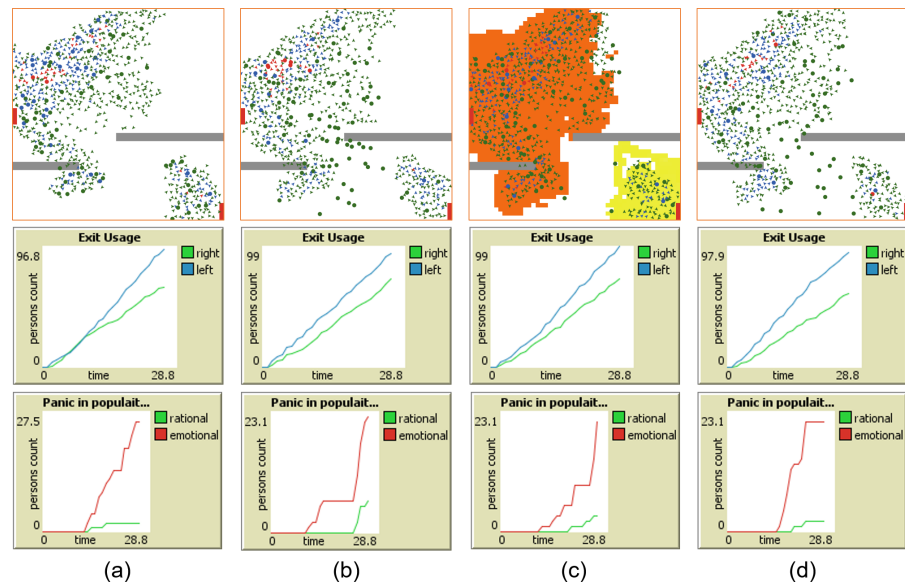 Exit Usage
96.8
right
left
persons count
0
0
time
28.8
Exit Usage
99
right
left
persons count
0
0
time
28.8
Exit Usage
99
right
left
persons count
0
0
time
28.8
Exit Usage
97.9
right
left
persons count
0
0
time
28.8
Panic in populait...
27.5
rational
emotional
persons count
0
0
time
28.8
Panic in populait...
23.1
rational
emotional
persons count
0
0
time
28.8
Panic in populait...
23.1
rational
emotional
persons count
0
0
time
28.8
Panic in populait...
23.1
rational
emotional
persons count
0
0
time
28.8
(a)
(b)
(c)
(d)